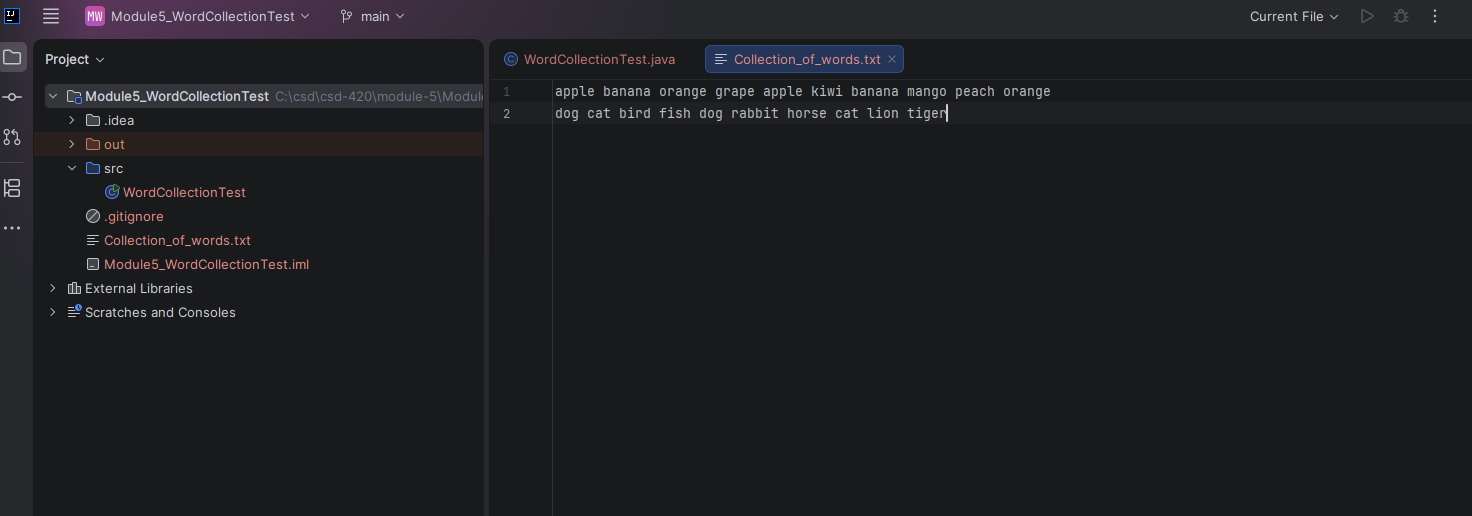 IJ
MW Module5_WordCollectionTest main Current File
Project
WordCollectionTest.java Collection_of_words.txt
Module5_WordCollectionTest C:\csd\csd-420\module-5\Module
.idea
out
src
WordCollectionTest
.gitignore
Collection_of_words.txt
Module5_WordCollectionTest.iml
External Libraries
Scratches and Consoles
1 apple banana orange grape apple kiwi banana mango peach orange
2 dog cat bird fish dog rabbit horse cat lion tiger